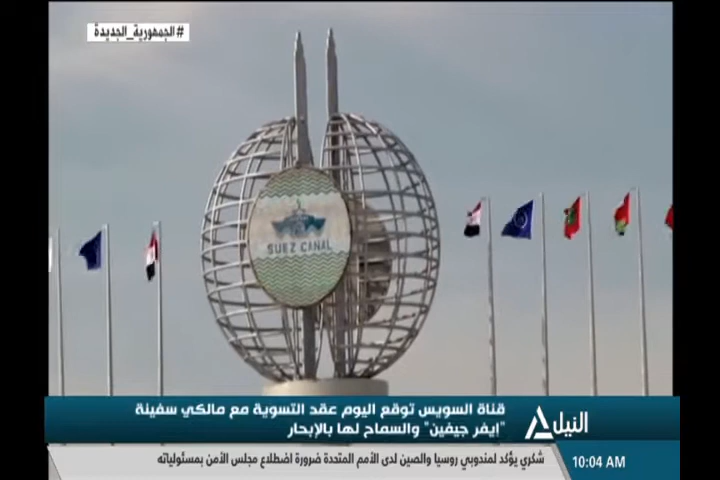 #الجمهورية_الجديدة
SUEZ CANAL
قناة السويس توقع اليوم عقد التسوية مع مالكي سفينة
"إيفر جيفين" والسماح لها بالإبحار
النيل
شكري يؤكد لمندوبي روسيا والصين لدى الأمم المتحدة ضرورة اضطلاع مجلس الأمن بمسئولياته
10:04 AM